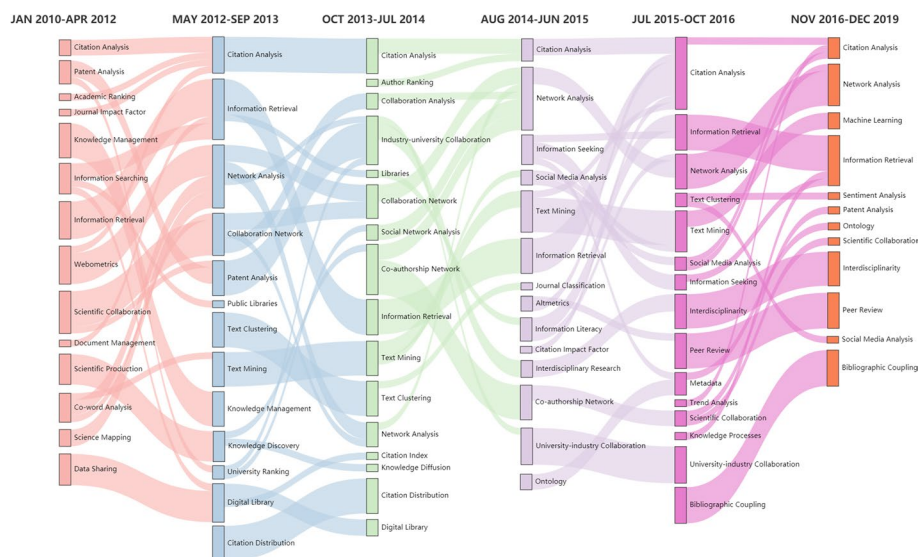 JAN 2010-APR 2012
MAY 2012-SEP 2013
OCT 2013-JUL 2014
AUG 2014-JUN 2015
JUL 2015-OCT 2016
NOV 2016-DEC 2019
Citation Analysis
Patent Analysis
Academic Ranking
Journal Impact Factor
Knowledge Management
Information Searching
Information Retrieval
Webometrics
Scientific Collaboration
Document Management
Scientific Production
Co-word Analysis
Science Mapping
Data Sharing
Citation Analysis
Information Retrieval
Network Analysis
Collaboration Network
Patent Analysis
Public Libraries
Text Clustering
Text Mining
Knowledge Management
Knowledge Discovery
University Ranking
Digital Library
Citation Distribution
Citation Analysis
Author Ranking
Collaboration Analysis
Industry-university Collaboration
Libraries
Collaboration Network
Social Network Analysis
Co-authorship Network
Information Retrieval
Text Mining
Text Clustering
Network Analysis
Citation Index
Knowledge Diffusion
Citation Distribution
Digital Library
Citation Analysis
Network Analysis
Information Seeking
Social Media Analysis
Text Mining
Information Retrieval
Journal Classification
Altmetrics
Information Literacy
Citation Impact Factor
Interdisciplinary Research
Co-authorship Network
University-industry Collaboration
Ontology
Citation Analysis
Information Retrieval
Network Analysis
Text Clustering
Text Mining
Social Media Analysis
Information Seeking
Interdisciplinarity
Peer Review
Metadata
Trend Analysis
Scientific Collaboration
Knowledge Processes
University-industry Collaboration
Bibliographic Coupling
Citation Analysis
Network Analysis
Machine Learning
Information Retrieval
Sentiment Analysis
Patent Analysis
Ontology
Scientific Collaboration
Interdisciplinarity
Peer Review
Social Media Analysis
Bibliographic Coupling